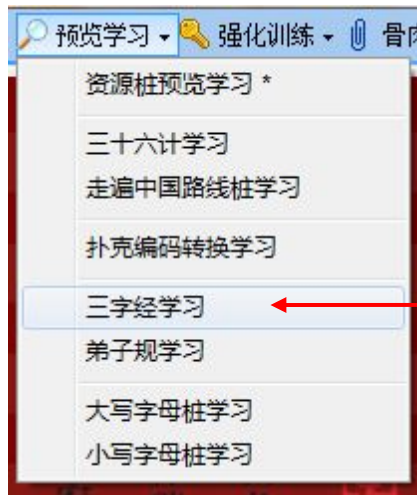 预览学习 强化训练
资源桩预览学习 *
三十六计学习
走遍中国路线桩学习
扑克编码转换学习
三字经学习
弟子规学习
大写字母桩学习
小写字母桩学习